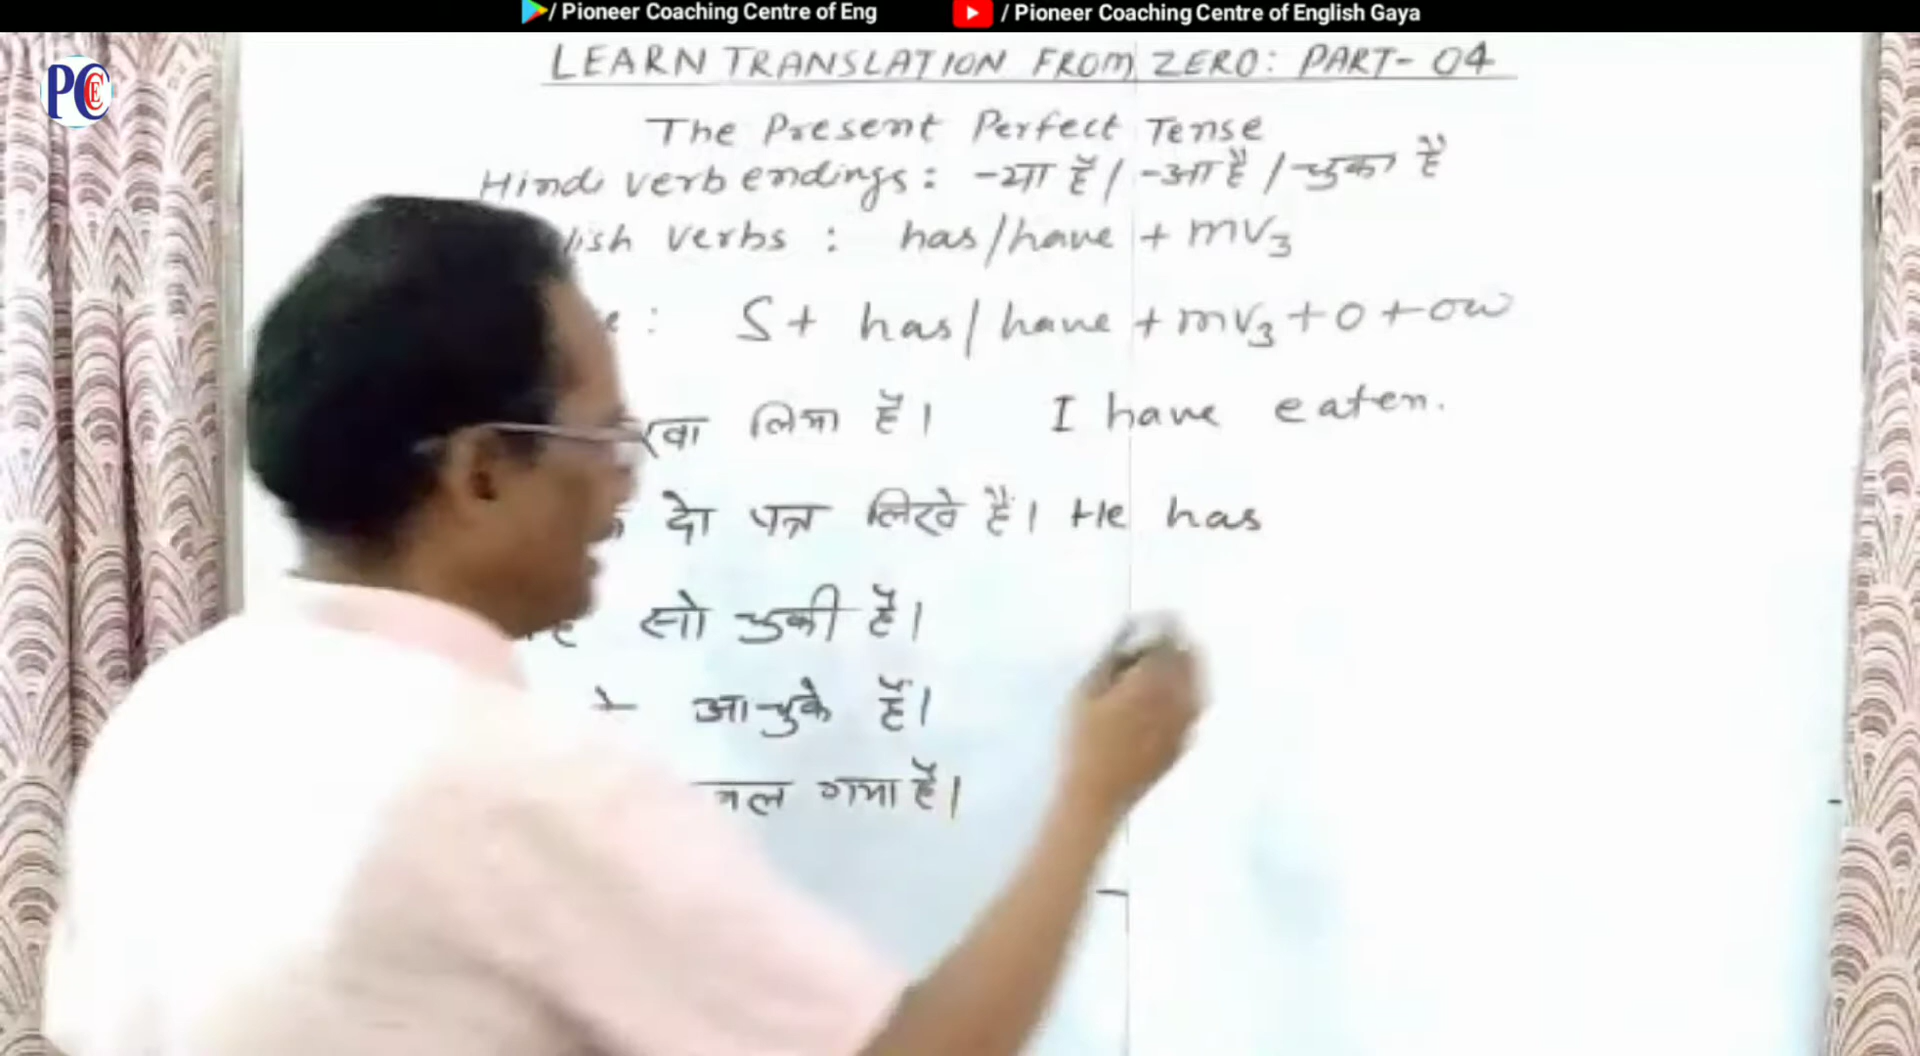 / Pioneer Coaching Centre of Eng
/ Pioneer Coaching Centre of English Gaya
PCCE
LEARN TRANSLATION FROM ZERO: PART- 04
The Present Perfect Tense
Hindi verb endings: -या है / -आ है / -चुका है
verbs : has/have + mv3
: S + has / have + mv3 + O + OW
खा लिया है। I have eaten.
दो पत्र लिखे हैं। He has
सो चुकी है।
आ चुके हैं।
गया है।